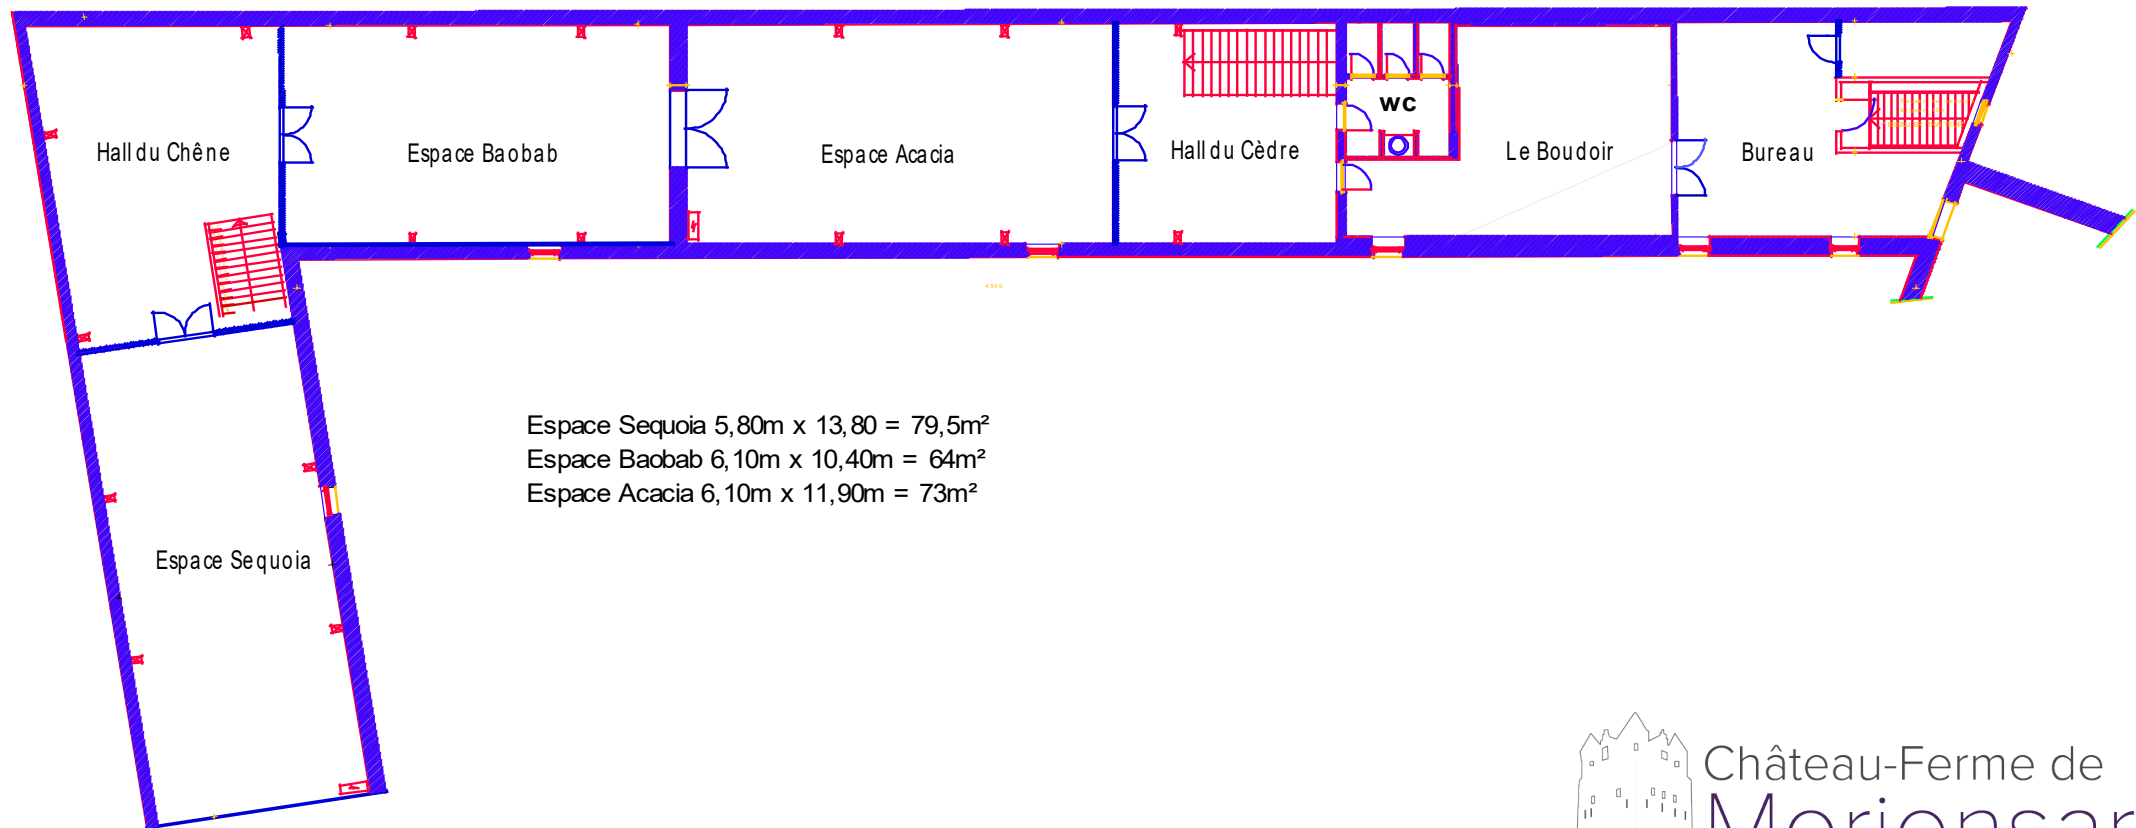 WC
Hall du Chêne
Espace Baobab
Espace Acacia
Hall du Cèdre
Le Boudoir
Bureau
Espace Sequoia 5,80m x 13,80 = 79,5m²
Espace Baobab 6,10m x 10,40m = 64m²
Espace Acacia 6,10m x 11,90m = 73m²
Espace Sequoia
Château-Ferme de